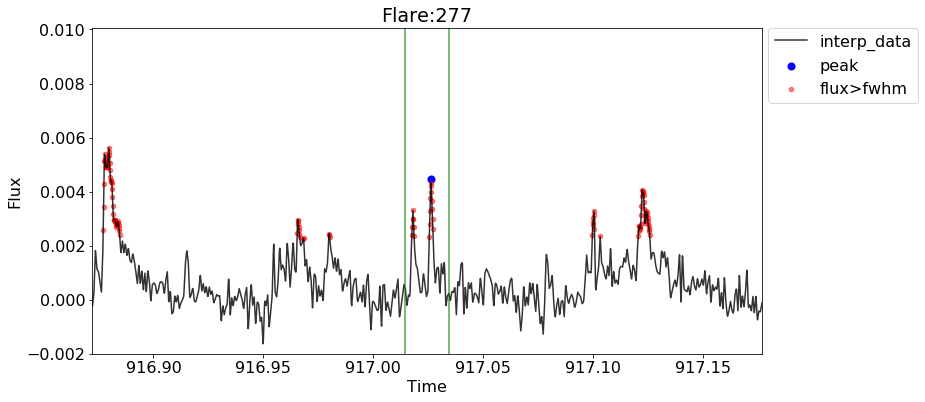 Flare:277
0.010
0.008
0.006
0.004
0.002
0.000
−0.002
Flux
916.90 916.95 917.00 917.05 917.10 917.15
Time
interp_data
peak
flux>fwhm